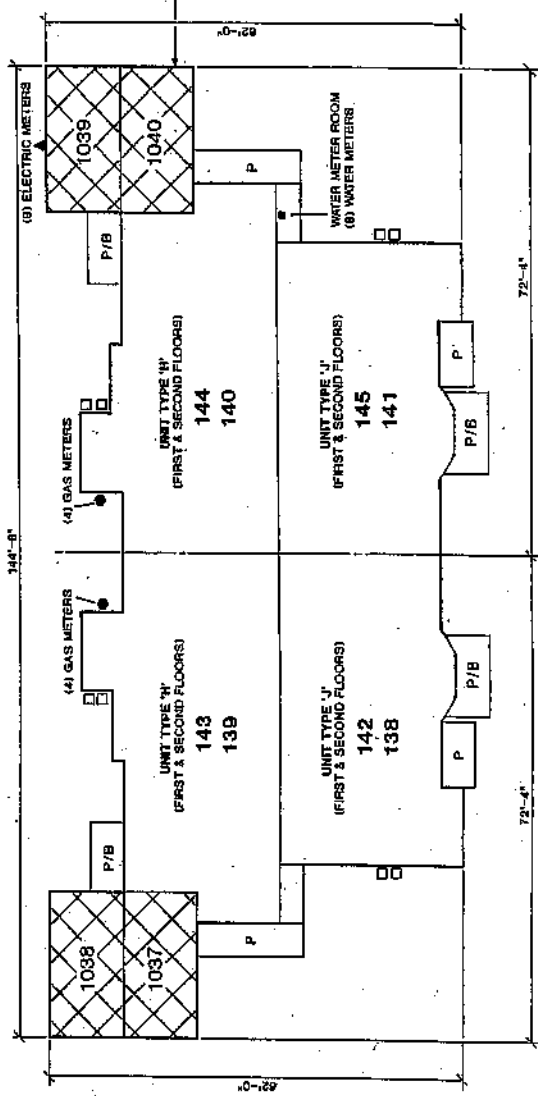 144'-8"
(8) ELECTRIC METERS
62'-0"
62'-0"
1038
1037
1039
1040
P/B
(4) GAS METERS
(4) GAS METERS
P/B
UNIT TYPE 'H'
(FIRST & SECOND FLOORS)
143
139
UNIT TYPE 'H'
(FIRST & SECOND FLOORS)
144
140
P
P
WATER METER ROOM
(8) WATER METERS
UNIT TYPE 'J'
(FIRST & SECOND FLOORS)
142
138
UNIT TYPE 'J'
(FIRST & SECOND FLOORS)
145
141
P
P/B
P/B
P
72'-4"
72'-4"